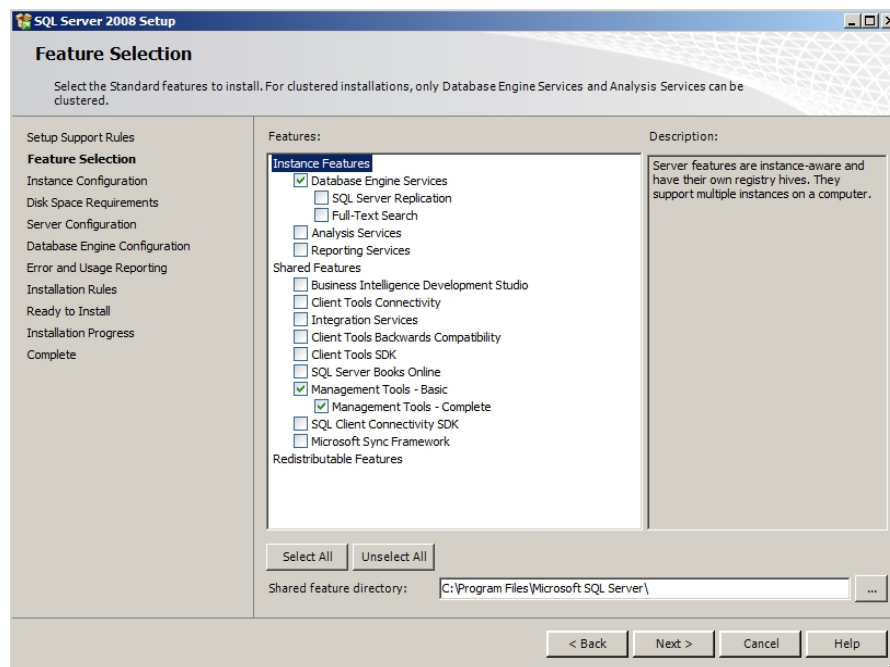 SQL Server 2008 Setup
Feature Selection
Select the Standard features to install. For clustered installations, only Database Engine Services and Analysis Services can be
clustered.
Setup Support Rules
Feature Selection
Instance Configuration
Disk Space Requirements
Server Configuration
Database Engine Configuration
Error and Usage Reporting
Installation Rules
Ready to Install
Installation Progress
Complete
Features:
Instance Features
Database Engine Services
SQL Server Replication
Full-Text Search
Analysis Services
Reporting Services
Shared Features
Business Intelligence Development Studio
Client Tools Connectivity
Integration Services
Client Tools Backwards Compatibility
Client Tools SDK
SQL Server Books Online
Management Tools - Basic
Management Tools - Complete
SQL Client Connectivity SDK
Microsoft Sync Framework
Redistributable Features
Description:
Server features are instance-aware and
have their own registry hives. They
support multiple instances on a computer.
Select All
Unselect All
Shared feature directory:
C:\Program Files\Microsoft SQL Server\
...
< Back
Next >
Cancel
Help